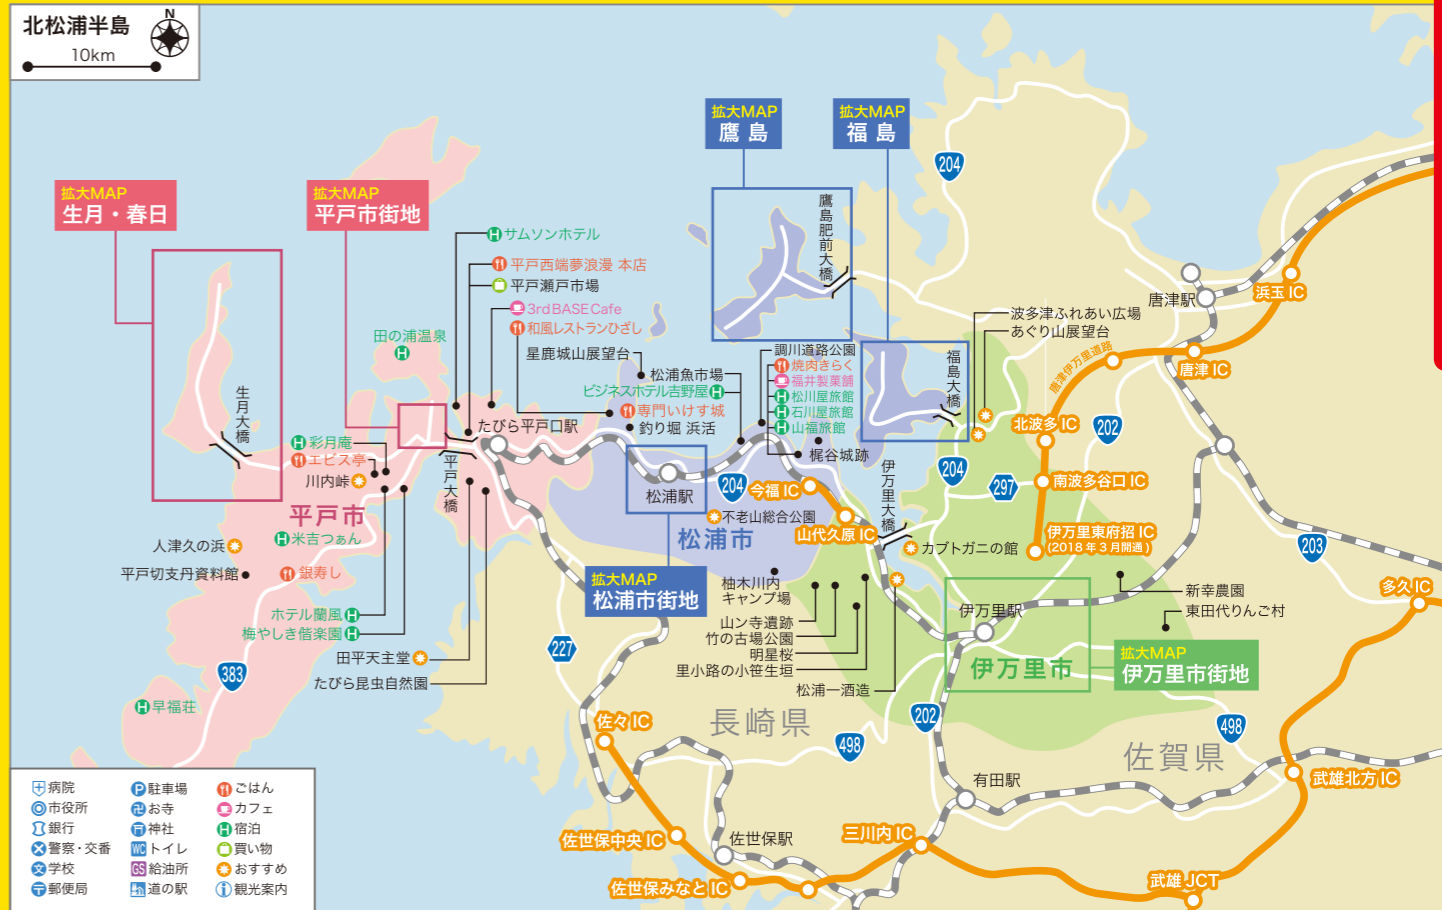 北松浦半島
N
10km
拡大MAP
生月・春日
拡大MAP
平戸市街地
拡大MAP
鷹島
拡大MAP
福島
204
サムソンホテル
平戸西端夢浪漫 本店
平戸瀬戸市場
3rd BASE Cafe
和風レストランひざし
星鹿城山展望台
松浦魚市場
ビジネスホテル吉野屋
専門いけす城
釣り堀 浜活
鷹島肥前大橋
調川道路公園
焼肉きらく
福井製菓舗
松川屋旅館
石川屋旅館
山福旅館
梶谷城跡
福島大橋
波多津ふれあい広場
あぐり山展望台
唐津駅
浜玉 IC
唐津伊万里道路
唐津 IC
北波多 IC
202
田の浦温泉
生月大橋
彩月庵
エビス亭
川内峠
平戸市
人津久の浜
米吉つぁん
平戸切支丹資料館
銀寿し
ホテル蘭風
梅やしき偕楽園
たびら平戸口駅
平戸大橋
松浦駅
204
今福 IC
不老山総合公園
松浦市
山代久原 IC
伊万里大橋
204
297
南波多谷口 IC
伊万里東府招 IC
(2018年3月開通)
カブトガニの館
203
多久 IC
拡大MAP
松浦市街地
柚木川内
キャンプ場
山ン寺遺跡
竹の古場公園
明星桜
里小路の小笹生垣
松浦一酒造
伊万里駅
伊万里市
新幸農園
東田代りんご村
拡大MAP
伊万里市街地
田平天主堂
たびら昆虫自然園
383
早福荘
227
佐々 IC
長崎県
498
202
498
佐賀県
有田駅
武雄北方 IC
佐世保中央 IC
佐世保駅
三川内 IC
佐世保みなと IC
武雄 JCT
病院
市役所
銀行
警察・交番
文
学校
郵便局
P
駐車場
お寺
神社
WC
トイレ
GS
給油所
道の駅
ごはん
カフェ
H
宿泊
買い物
おすすめ
i
観光案内